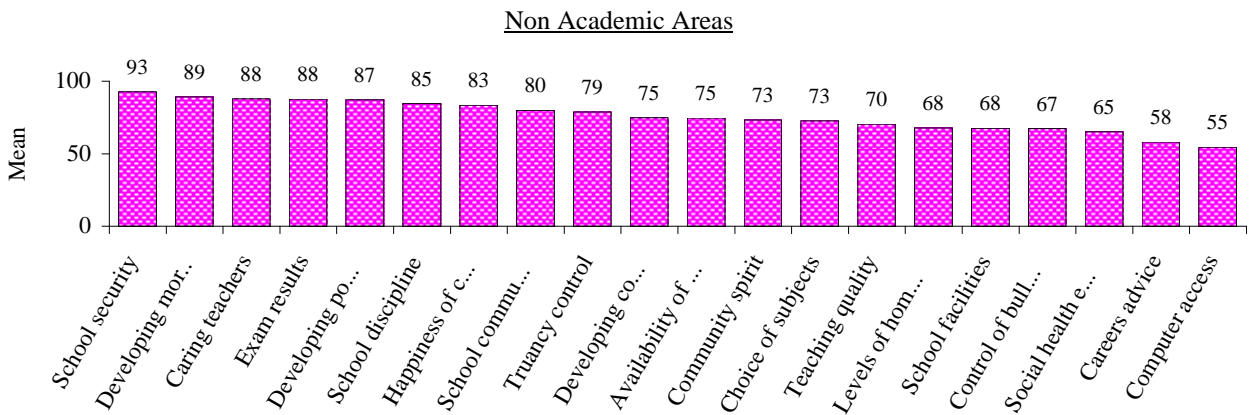 Non Academic Areas
93 89 88 88 87 85 83 80 79 75 75 73 73 70 68 68 67 65 58 55
100
50
0
Mean
School security
Developing mor..
Caring teachers
Exam results
Developing po...
School discipline
Happiness of c...
School commu...
Truancy control
Developing co...
Availability of ...
Community spirit
Choice of subjects
Teaching quality
Levels of hom...
School facilities
Control of bull...
Social health e...
Careers advice
Computer access